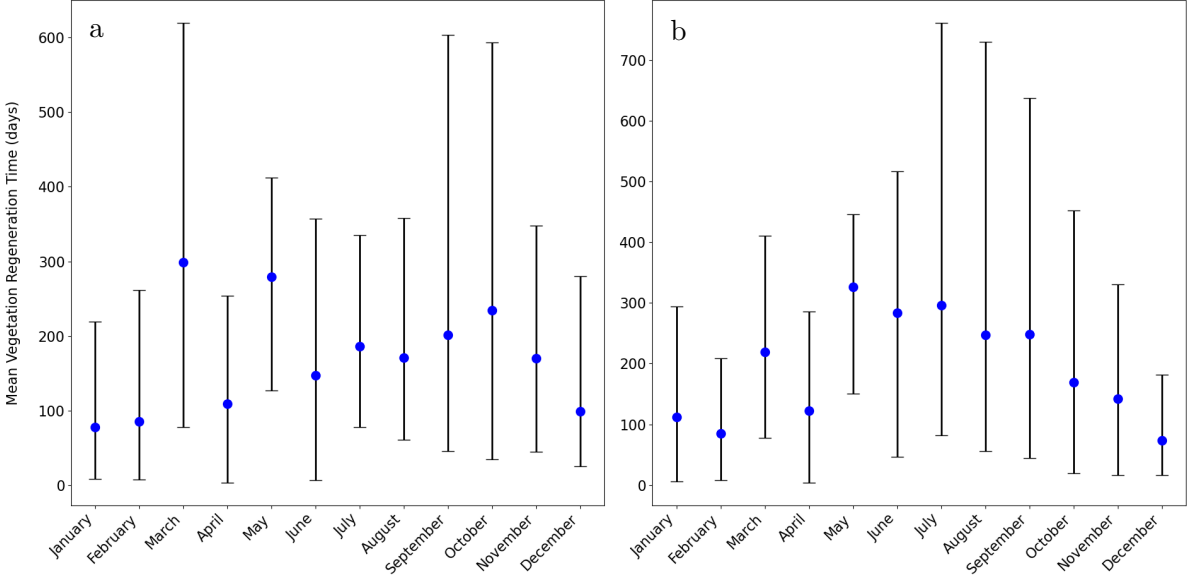 a
600
500
400
300
200
100
0
Mean Vegetation Regeneration Time (days)
January
February
March
April
May
June
July
August
September
October
November
December
b
700
600
500
400
300
200
100
0
January
February
March
April
May
June
July
August
September
October
November
December